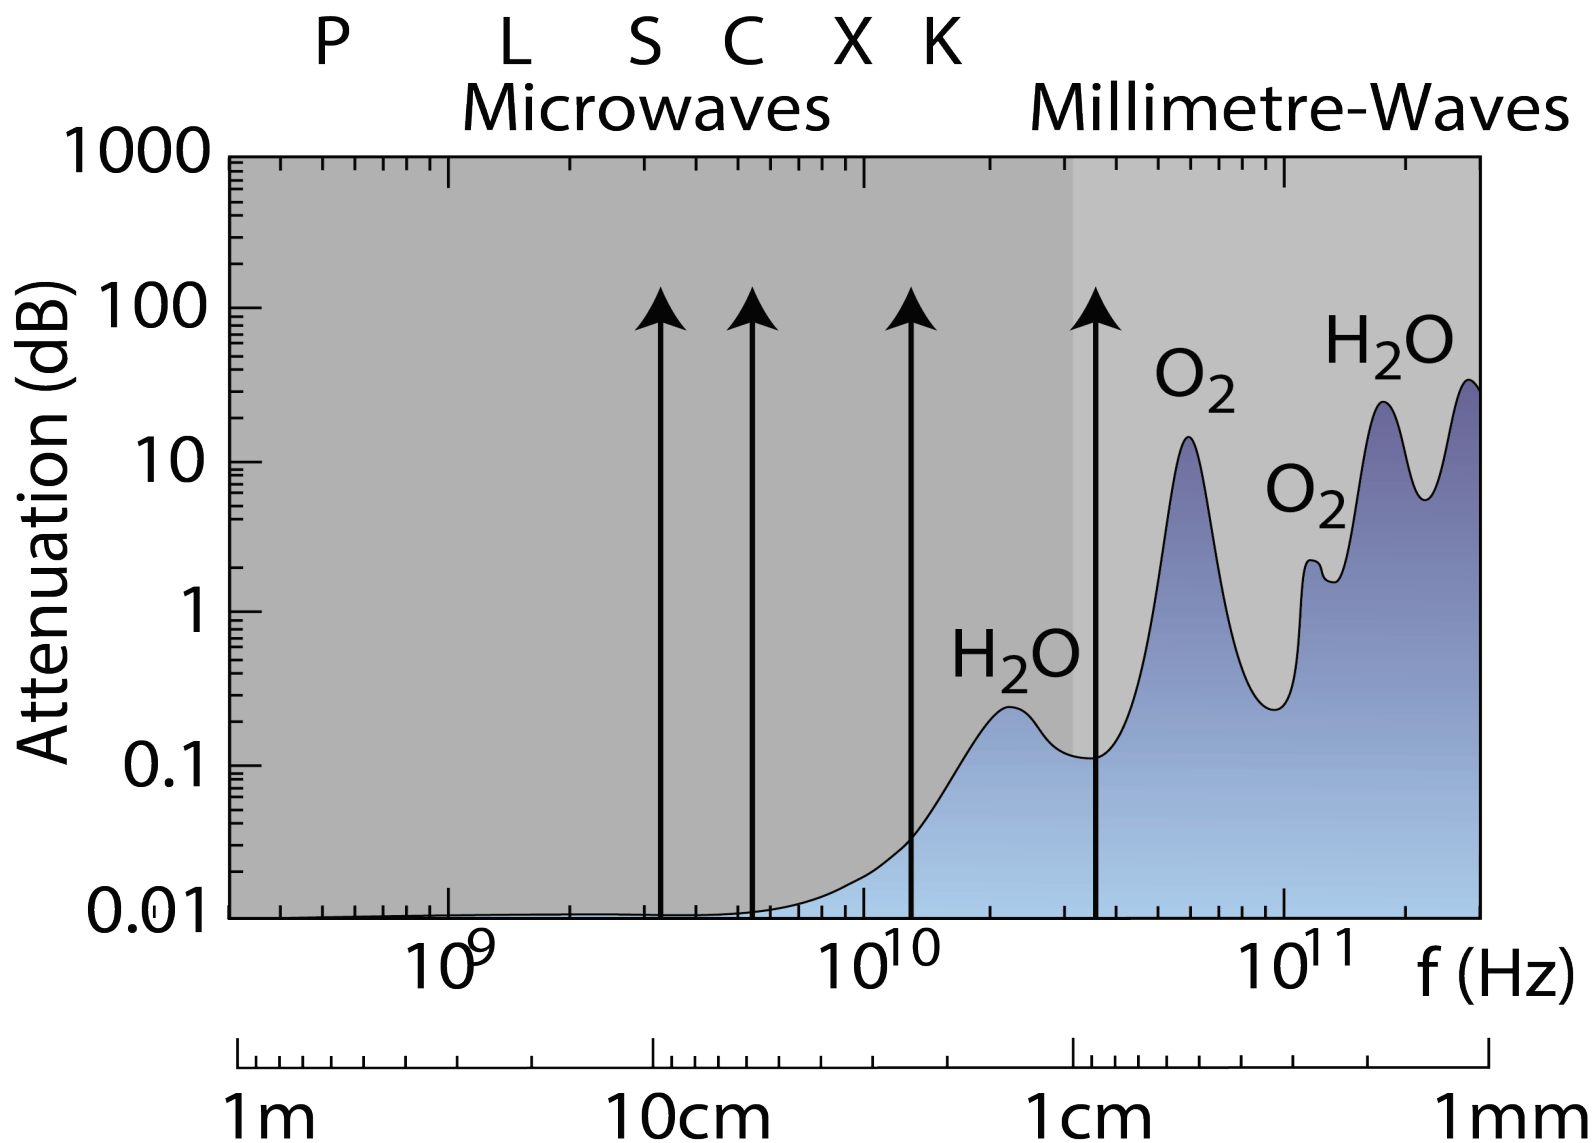 P L S C X K
Microwaves Millimetre-Waves
1000
100
10
1
0.1
0.01
Attenuation (dB)
H₂O
O₂
O₂
H₂O
10⁹ 10¹⁰ 10¹¹ f (Hz)
1m 10cm 1cm 1mm